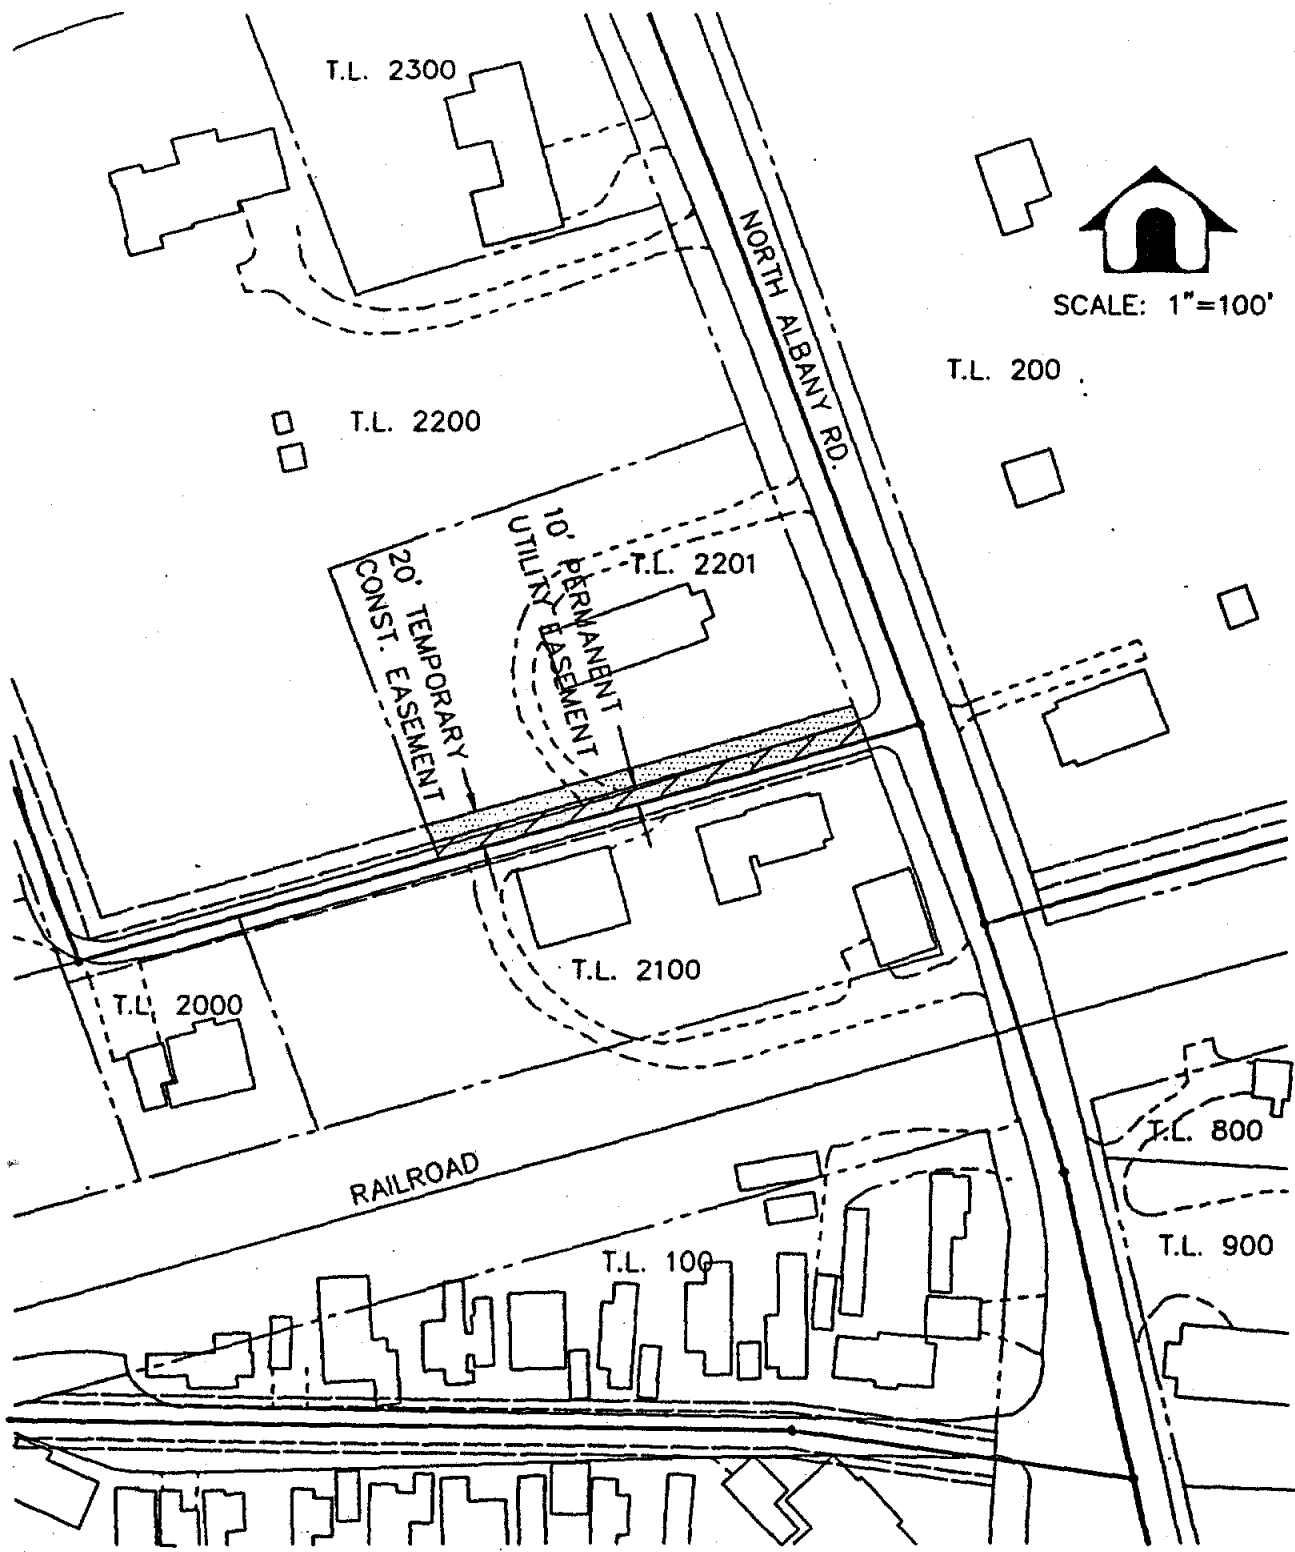 T.L. 2300
NORTH ALBANY RD.
SCALE: 1"=100'
T.L. 200
T.L. 2200
10' PERMANENT
UTILITY EASEMENT
T.L. 2201
20' TEMPORARY
CONST. EASEMENT
T.L. 2100
T.L. 2000
T.L. 800
RAILROAD
T.L. 900
T.L. 100